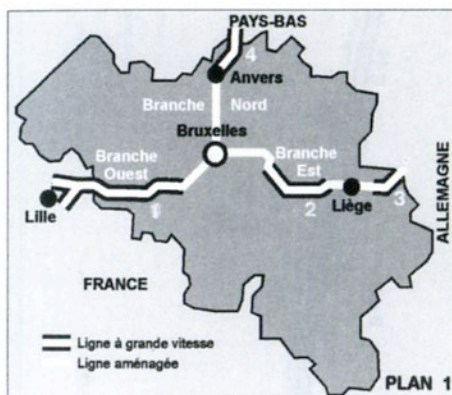 PAYS-BAS
4
Anvers
Branche Nord
Bruxelles
Branche Ouest
Branche Est
ALLEMAGNE
Lille
1
2
Liège
3
FRANCE
Ligne à grande vitesse
Ligne aménagée
PLAN 1